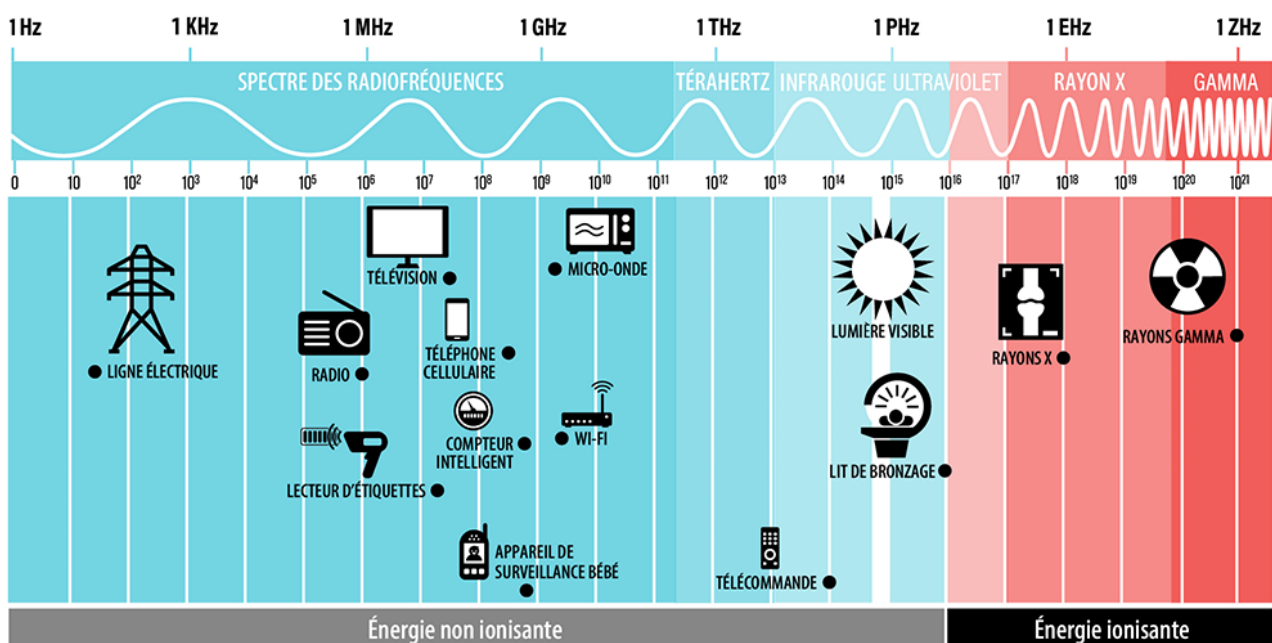 1 Hz 1 KHz 1 MHz 1 GHz 1 THz 1 PHz 1 EHz 1 ZHz
SPECTRE DES RADIOFRÉQUENCES TÉRAHERTZ INFRAROUGE ULTRAVIOLET RAYON X GAMMA
0 10 10² 10³ 10⁴ 10⁵ 10⁶ 10⁷ 10⁸ 10⁹ 10¹⁰ 10¹¹ 10¹² 10¹³ 10¹⁴ 10¹⁵ 10¹⁶ 10¹⁷ 10¹⁸ 10¹⁹ 10²⁰ 10²¹
TÉLÉVISION
MICRO-ONDE
LUMIÈRE VISIBLE
RAYONS GAMMA
RAYONS X
LIGNE ÉLECTRIQUE
RADIO
TÉLÉPHONE
CELLULAIRE
COMPTEUR
INTELLIGENT
WI-FI
LIT DE BRONZAGE
LECTEUR D'ÉTIQUETTES
APPAREIL DE
SURVEILLANCE BÉBÉ
TÉLÉCOMMANDE
Énergie non ionisante
Énergie ionisante